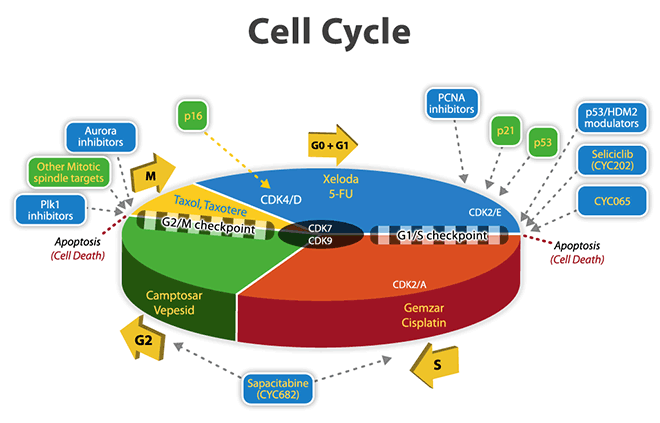 Cell Cycle
p16
G0 + G1
PCNA
inhibitors
p21
p53
p53/HDM2
modulators
Aurora
inhibitors
Other Mitotic
spindle targets
Plk1
inhibitors
M
Seliciclib
(CYC202)
CYC065
Xeloda
5-FU
CDK4/D
Taxol, Taxotere
CDK2/E
G2/M checkpoint
CDK7
CDK9
G1/S checkpoint
Apoptosis
(Cell Death)
Apoptosis
(Cell Death)
CDK2/A
Camptosar
Vepesid
Gemzar
Cisplatin
G2
S
Sapacitabine
(CYC682)